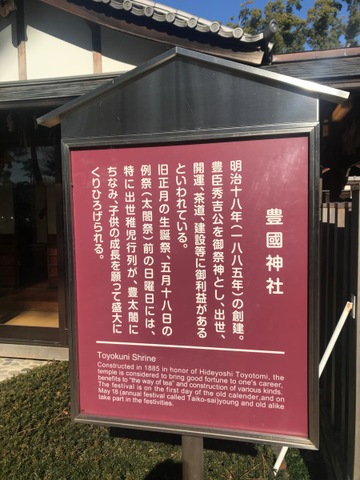 豊國神社
明治十八年(一八八五年)の創建。
豊臣秀吉公を御祭神とし、出世、
開運、茶道、建設等に御利益がある
といわれている。
旧正月の生誕祭、五月十八日の
例祭(太閤祭)前の日曜日には、
特に出世稚児行列が、豊太閤に
ちなみ、子供の成長を願って盛大に
くりひろげられる。
Toyokuni Shrine
Constructed in 1885 in honor of Hideyoshi Toyotomi, the
temple is considered to bring good fortune to one's career,
benefits to "the way of tea" and construction of various kinds.
The festival is on the first day of the old calender,and on
May 18 (annual festival called Taiko-sai)young and old alike
take part in the festivities.